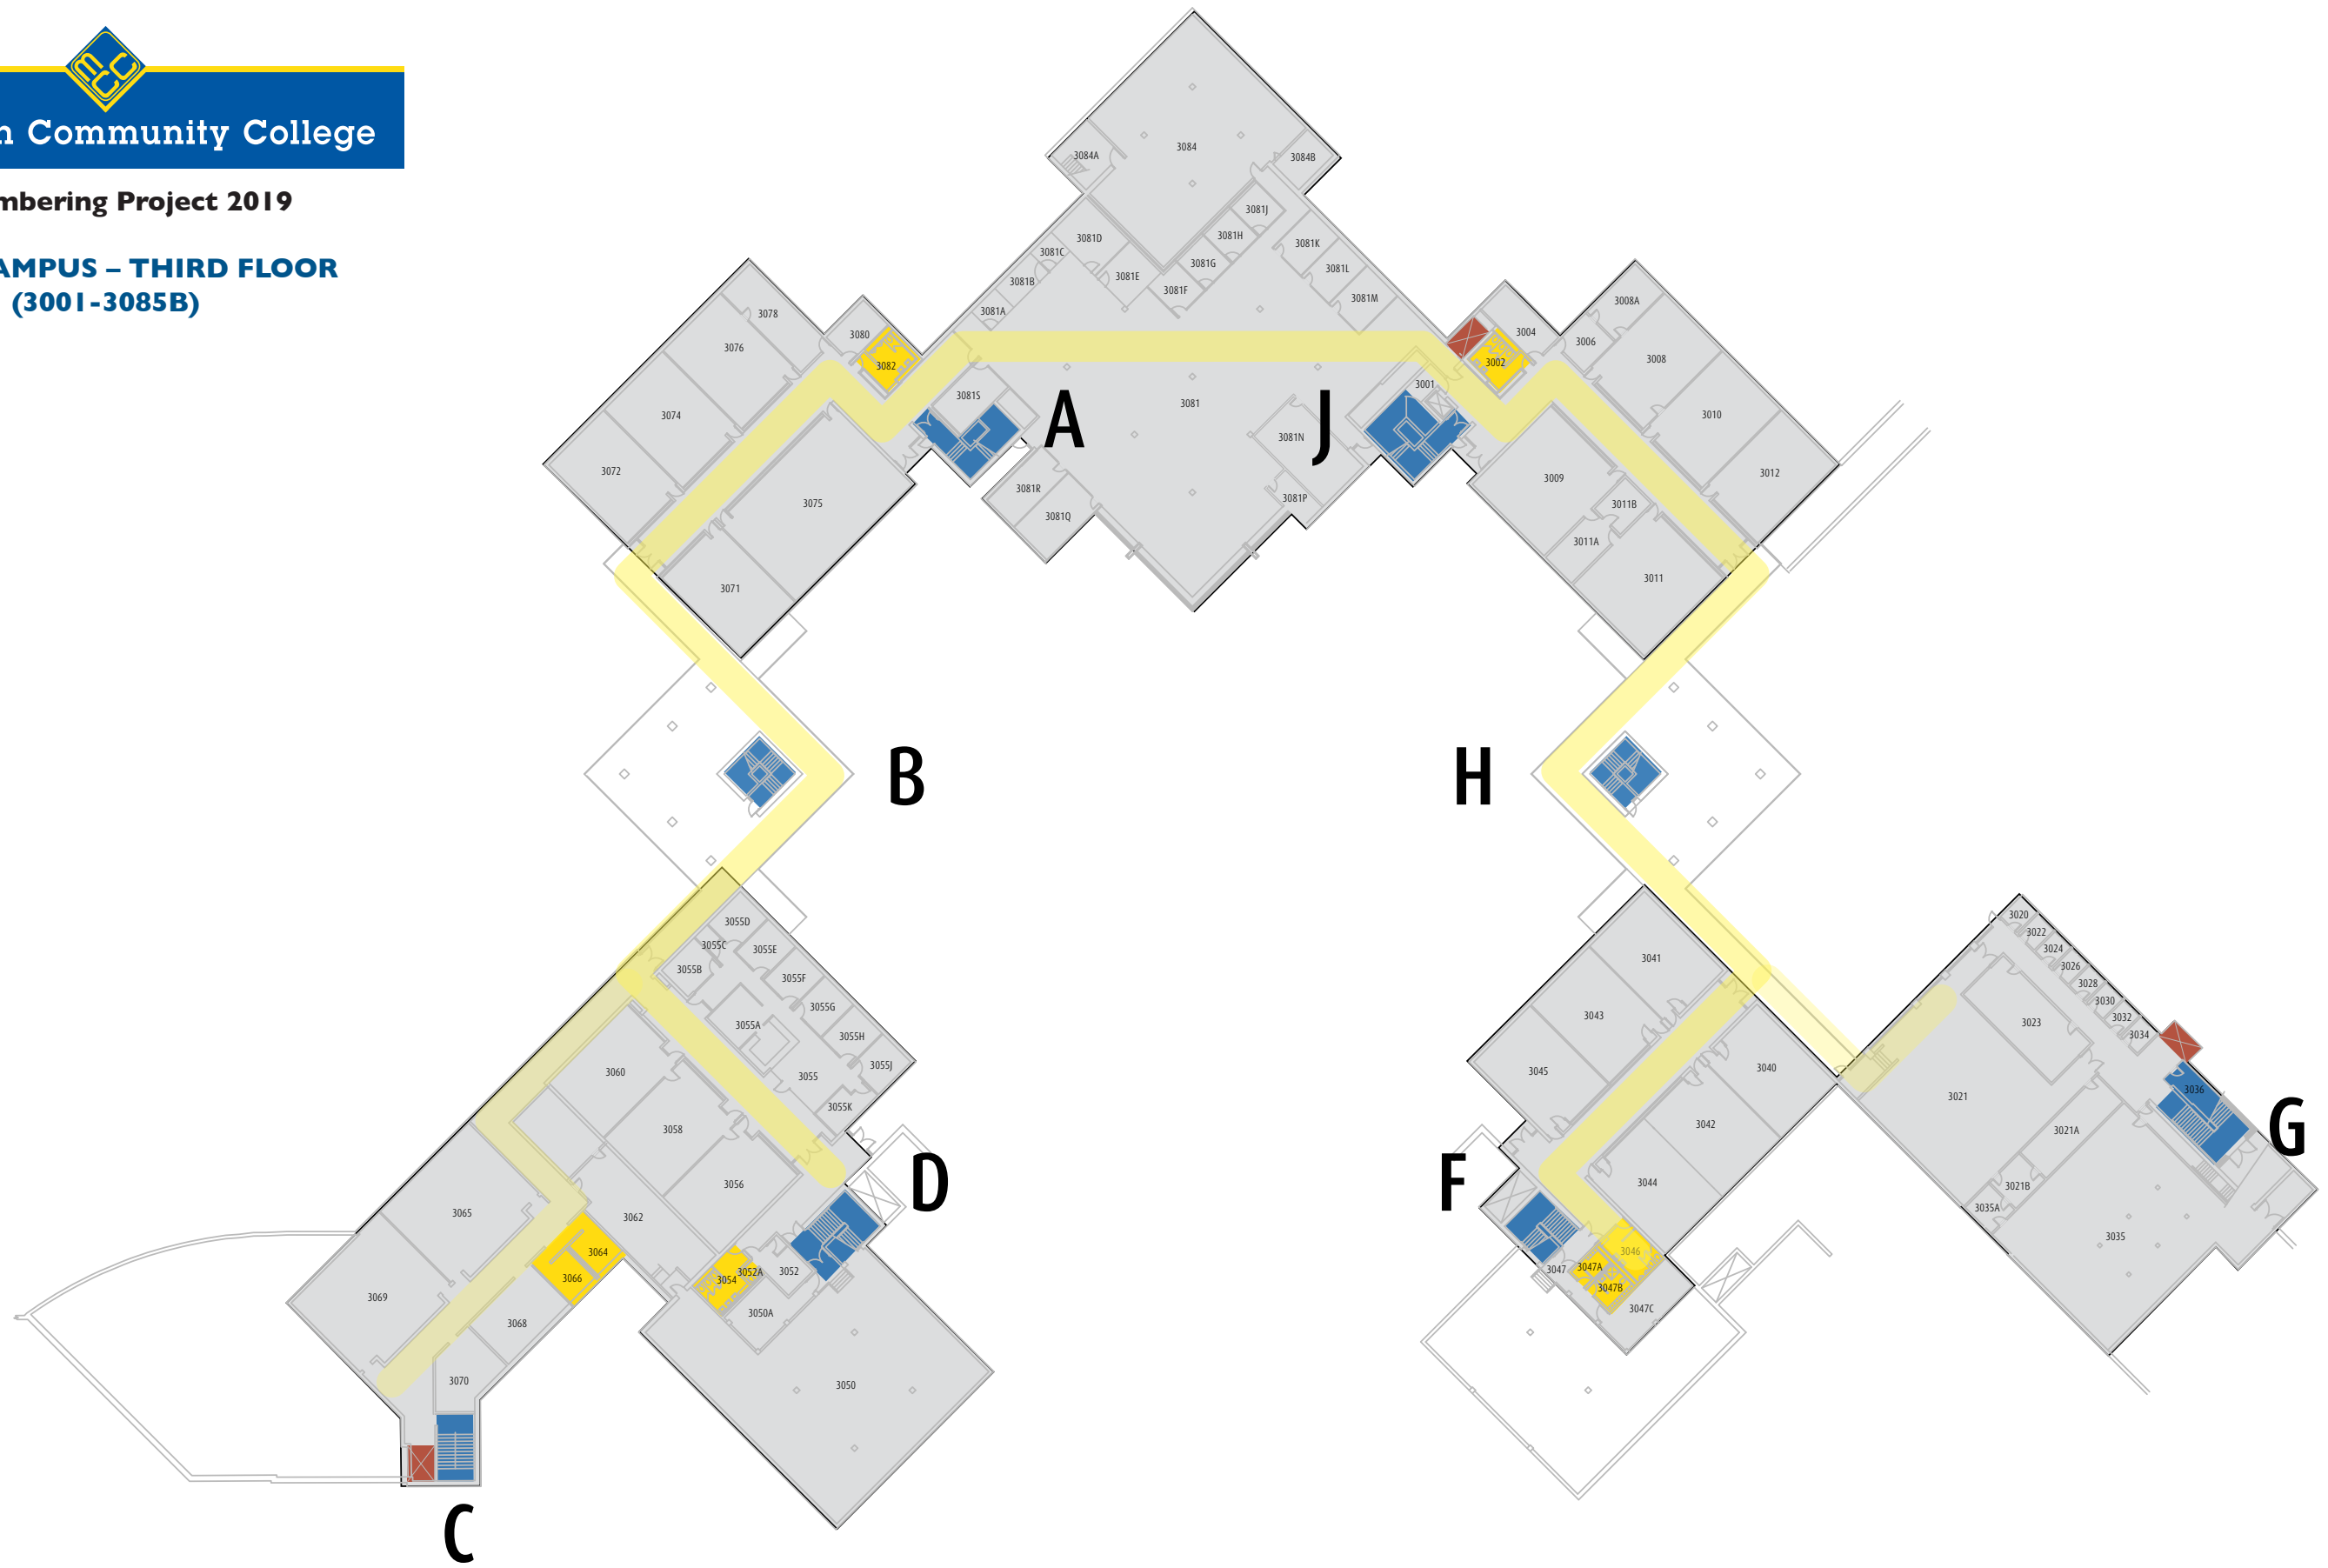 MCC
n Community College
mbering Project 2019
AMPUS – THIRD FLOOR
(3001-3085B)
3084
3084A
3084B
3081J
3081H
3081G
3081F
3081K
3081L
3081M
3081D
3081C
3081E
3081B
3081A
3078
3076
3080
3082
3074
3072
3081S
A
3081
J
3001
3081N
3081P
3081R
3081Q
3075
3071
3002
3004
3006
3008A
3008
3010
3012
3009
3011B
3011A
3011
B
H
3055D
3055C
3055E
3055B
3055F
3055G
3055A
3055H
3055J
3055
3055K
3060
3058
3056
3062
D
3065
3064
3066
3069
3068
3070
3054
3052A
3052
3050A
3050
C
3041
3043
3045
3040
3042
3044
F
3046
3047
3047A
3047B
3047C
3020
3022
3024
3026
3028
3030
3032
3034
3023
3036
3021
3021A
3021B
3035A
3035
G